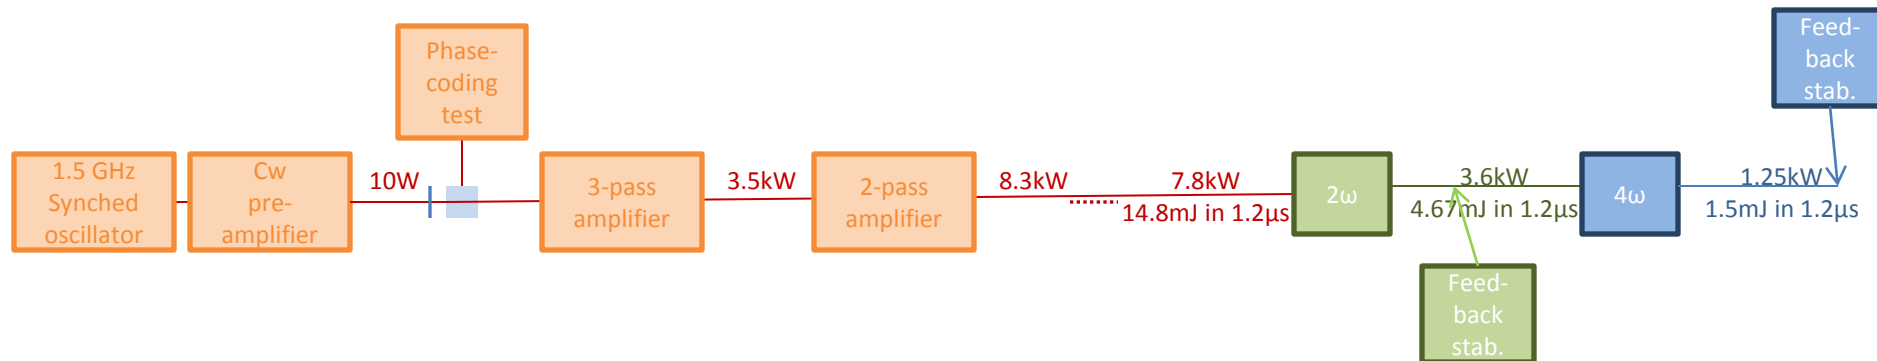 Phase-
coding
test
Feed-
back
stab.
1.5 GHz
Synched
oscillator
Cw
pre-
amplifier
10W
3-pass
amplifier
3.5kW
2-pass
amplifier
8.3kW
7.8kW
14.8mJ in 1.2µs
2ω
3.6kW
4.67mJ in 1.2µs
4ω
1.25kW
1.5mJ in 1.2µs
Feed-
back
stab.